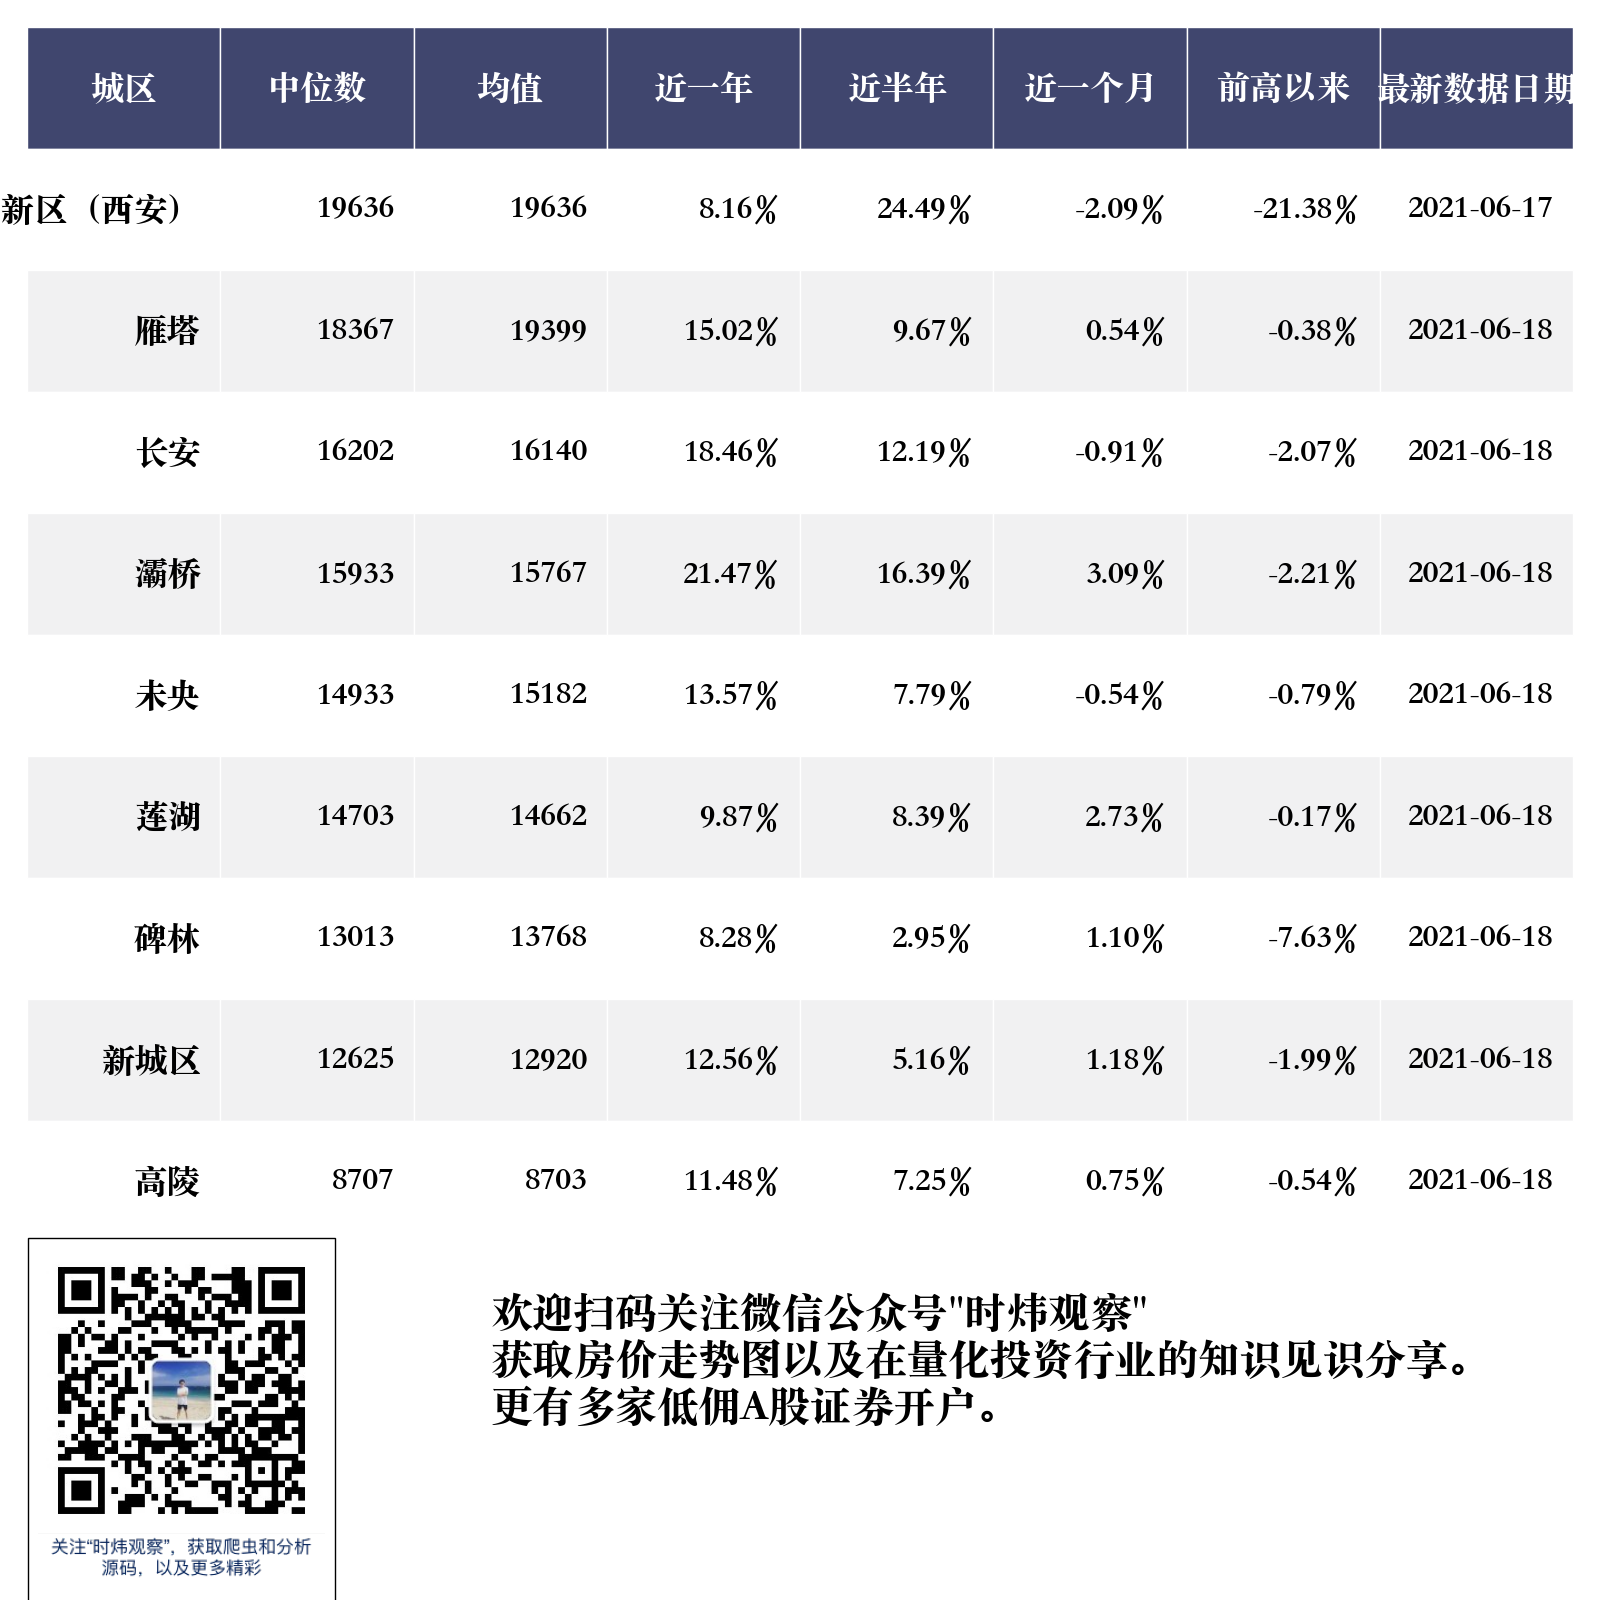 城区 中位数 均值 近一年 近半年 近一个月 前高以来 最新数据日期
新区（西安） 19636 19636 8.16% 24.49% -2.09% -21.38% 2021-06-17
雁塔 18367 19399 15.02% 9.67% 0.54% -0.38% 2021-06-18
长安 16202 16140 18.46% 12.19% -0.91% -2.07% 2021-06-18
灞桥 15933 15767 21.47% 16.39% 3.09% -2.21% 2021-06-18
未央 14933 15182 13.57% 7.79% -0.54% -0.79% 2021-06-18
莲湖 14703 14662 9.87% 8.39% 2.73% -0.17% 2021-06-18
碑林 13013 13768 8.28% 2.95% 1.10% -7.63% 2021-06-18
新城区 12625 12920 12.56% 5.16% 1.18% -1.99% 2021-06-18
高陵 8707 8703 11.48% 7.25% 0.75% -0.54% 2021-06-18
欢迎扫码关注微信公众号"时炜观察"
获取房价走势图以及在量化投资行业的知识见识分享。
更有多家低佣A股证券开户。
关注“时炜观察”，获取爬虫和分析
源码，以及更多精彩